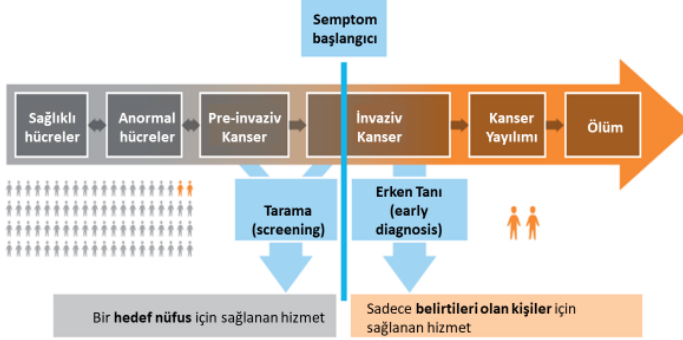 Semptom
başlangıcı
Sağlıklı
hücreler
Anormal
hücreler
Pre-invaziv
Kanser
İnvaziv
Kanser
Kanser
Yayılımı
Ölüm
Tarama
(screening)
Erken Tanı
(early
diagnosis)
Bir hedef nüfus için sağlanan hizmet
Sadece belirtileri olan kişiler için
sağlanan hizmet